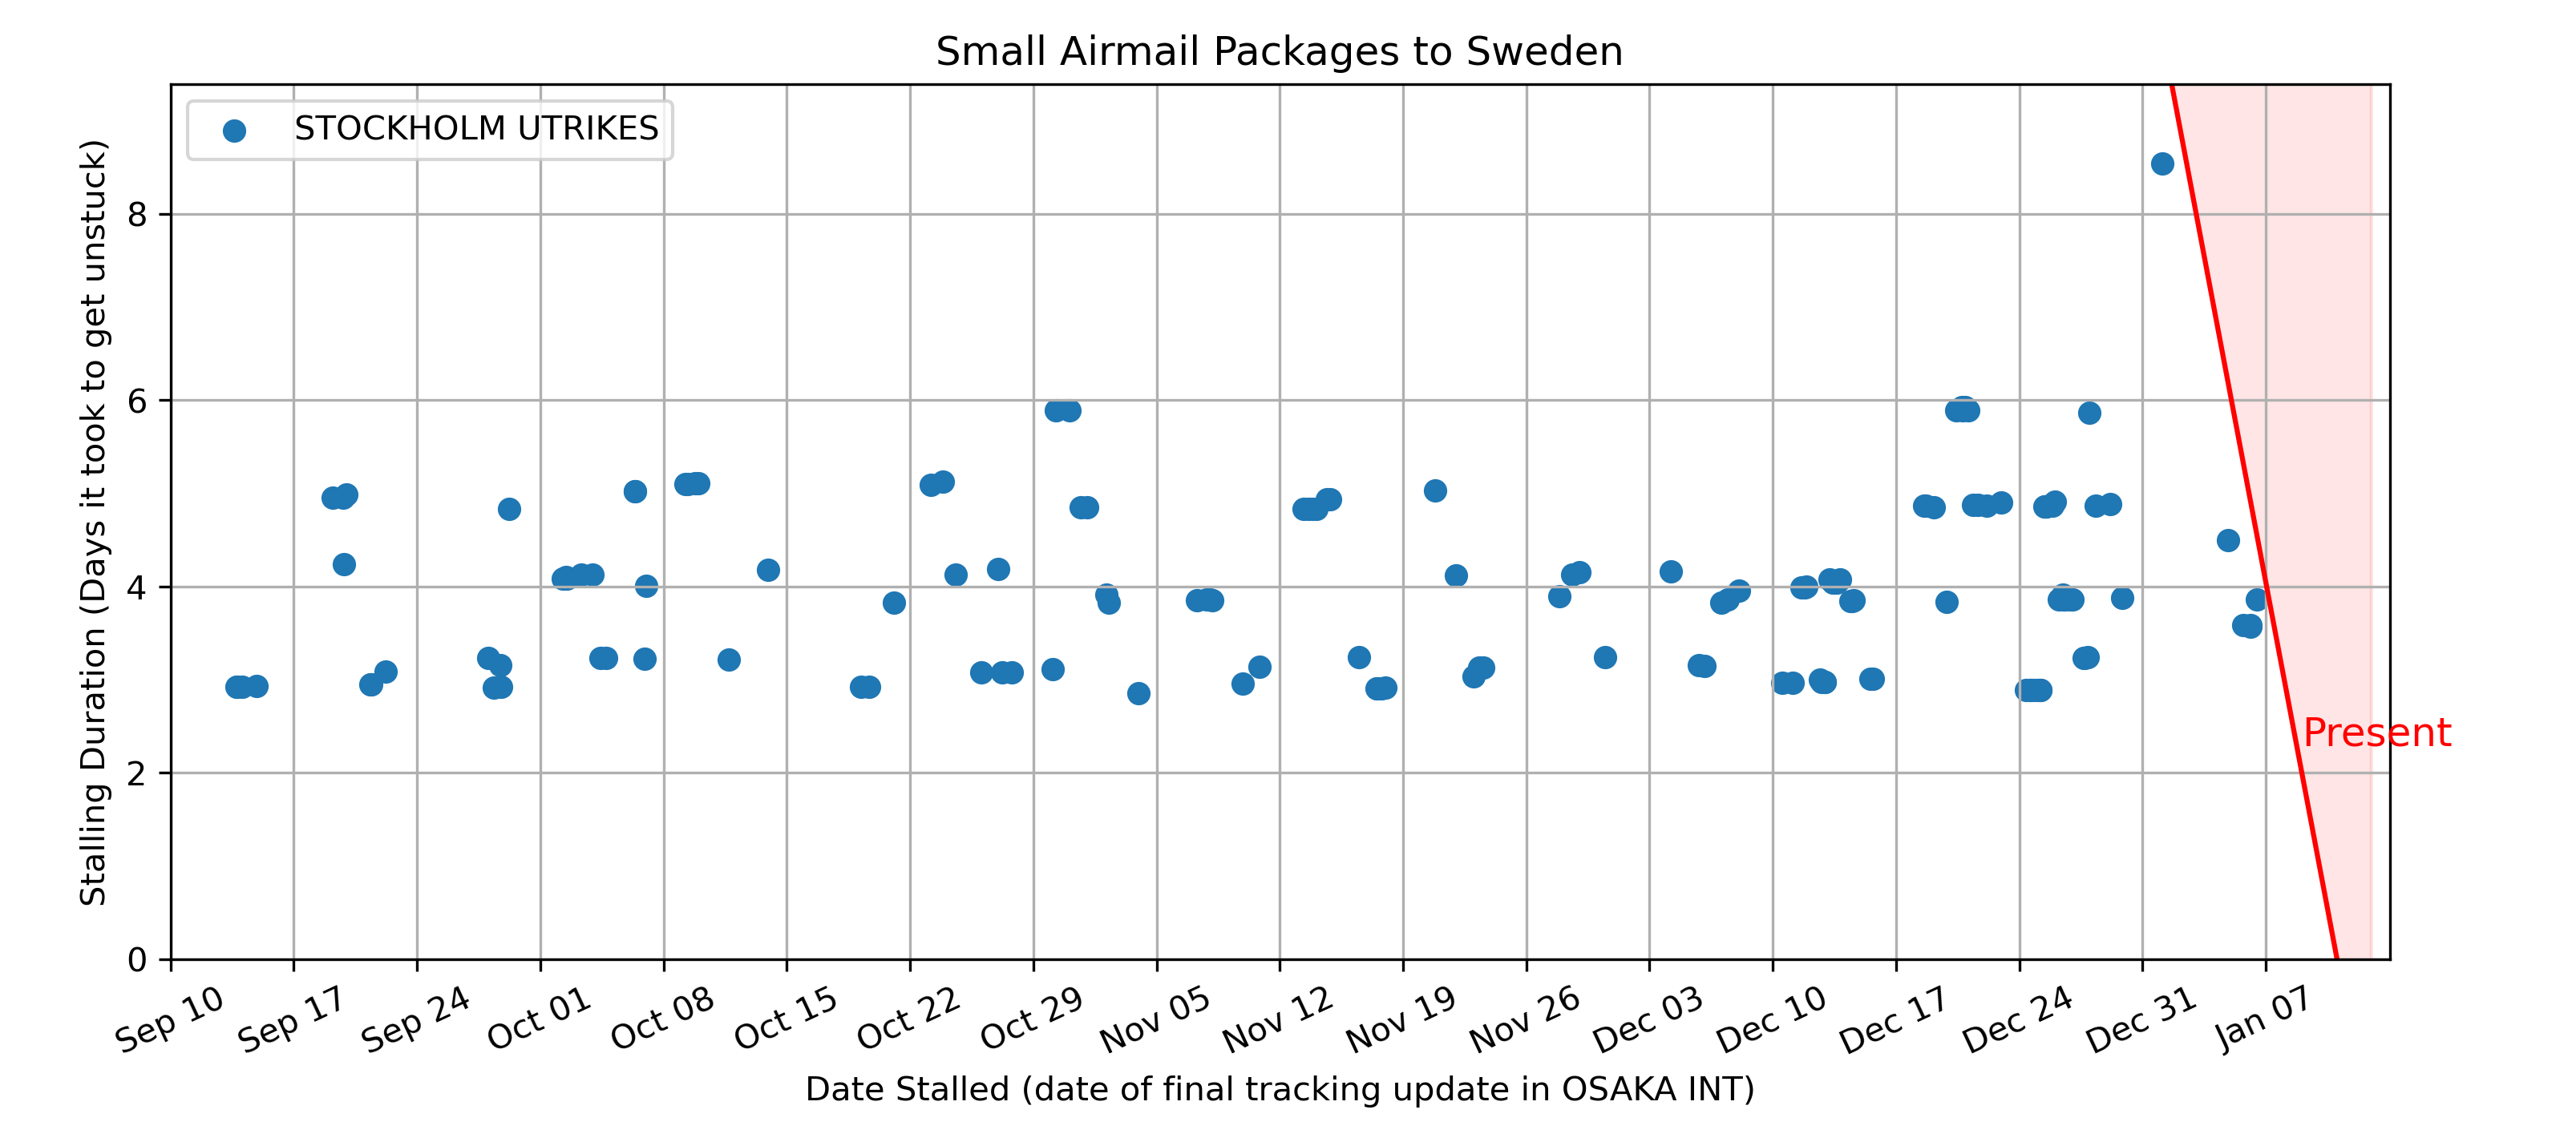 Small Airmail Packages to Sweden
STOCKHOLM UTRIKES
Stalling Duration (Days it took to get unstuck)
8
6
4
2
0
Present
Sep 10
Sep 17
Sep 24
Oct 01
Oct 08
Oct 15
Oct 22
Oct 29
Nov 05
Nov 12
Nov 19
Nov 26
Dec 03
Dec 10
Dec 17
Dec 24
Dec 31
Jan 07
Date Stalled (date of final tracking update in OSAKA INT)